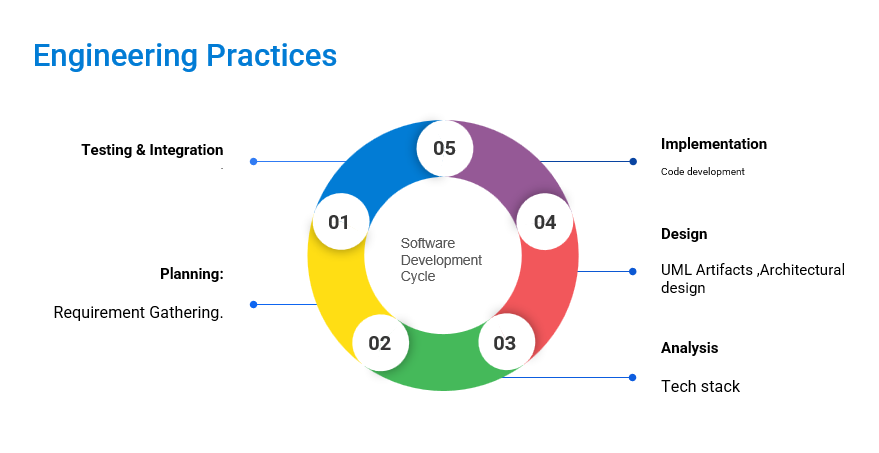 Engineering Practices
Testing & Integration
.
05
Implementation
Code development
01
04
Design
Software
Development
Cycle
UML Artifacts ,Architectural
design
Planning:
Requirement Gathering.
02
03
Analysis
Tech stack